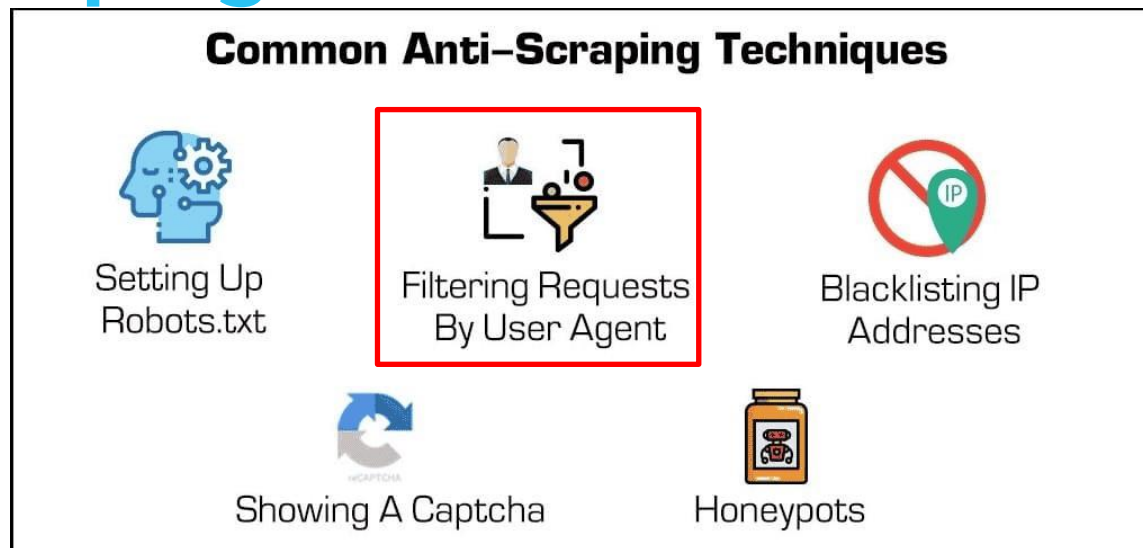 Common Anti-Scraping Techniques
Setting Up
Robots.txt
Filtering Requests
By User Agent
IP
Blacklisting IP
Addresses
reCAPTCHA
Showing A Captcha
Honeypots